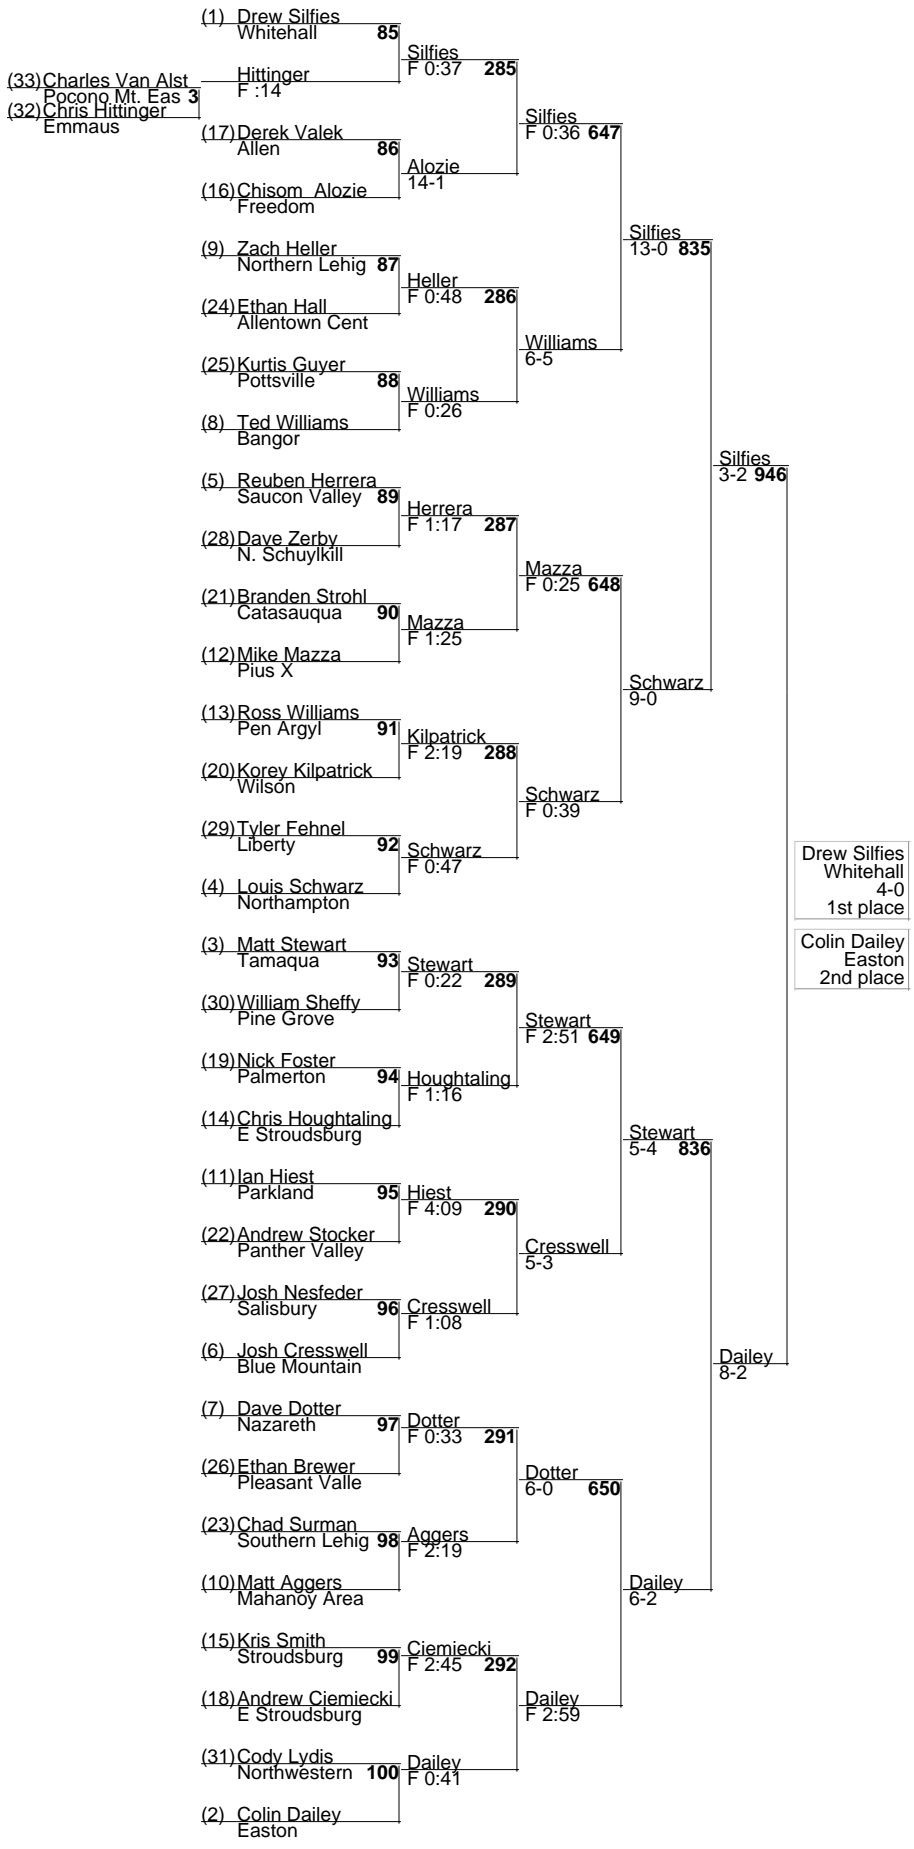 (1) Drew Silfies
Whitehall 85
Silfies
F 0:37 285
(33) Charles Van Alst
Pocono Mt. Eas 3
(32) Chris Hittinger
Emmaus
Hittinger
F :14
Silfies
F 0:36 647
(17) Derek Valek
Allen 86
Alozie
14-1
(16) Chisom Alozie
Freedom
Silfies
13-0 835
(9) Zach Heller
Northern Lehig 87
Heller
F 0:48 286
(24) Ethan Hall
Allentown Cent
Williams
6-5
(25) Kurtis Guyer
Pottsville 88
Williams
F 0:26
(8) Ted Williams
Bangor
Silfies
3-2 946
(5) Reuben Herrera
Saucon Valley 89
Herrera
F 1:17 287
(28) Dave Zerby
N. Schuylkill
Mazza
F 0:25 648
(21) Branden Strohl
Catasauqua 90
Mazza
F 1:25
(12) Mike Mazza
Pius X
Schwarz
9-0
(13) Ross Williams
Pen Argyl 91
Kilpatrick
F 2:19 288
(20) Korey Kilpatrick
Wilson
Schwarz
F 0:39
(29) Tyler Fehnel
Liberty 92
Schwarz
F 0:47
(4) Louis Schwarz
Northampton
Drew Silfies
Whitehall
4-0
1st place
Colin Dailey
Easton
2nd place
(3) Matt Stewart
Tamaqua 93
Stewart
F 0:22 289
(30) William Sheffy
Pine Grove
Stewart
F 2:51 649
(19) Nick Foster
Palmerton 94
Houghtaling
F 1:16
(14) Chris Houghtaling
E Stroudsburg
Stewart
5-4 836
(11) Ian Hiest
Parkland 95
Hiest
F 4:09 290
(22) Andrew Stocker
Panther Valley
Cresswell
5-3
(27) Josh Nesfeder
Salisbury 96
Cresswell
F 1:08
(6) Josh Cresswell
Blue Mountain
Dailey
8-2
(7) Dave Dotter
Nazareth 97
Dotter
F 0:33 291
(26) Ethan Brewer
Pleasant Valle
Dotter
6-0 650
(23) Chad Surman
Southern Lehig 98
Aggers
F 2:19
(10) Matt Aggers
Mahanoy Area
Dailey
6-2
(15) Kris Smith
Stroudsburg 99
Ciemiecki
F 2:45 292
(18) Andrew Ciemiecki
E Stroudsburg
Dailey
F 2:59
(31) Cody Lydis
Northwestern 100
Dailey
F 0:41
(2) Colin Dailey
Easton